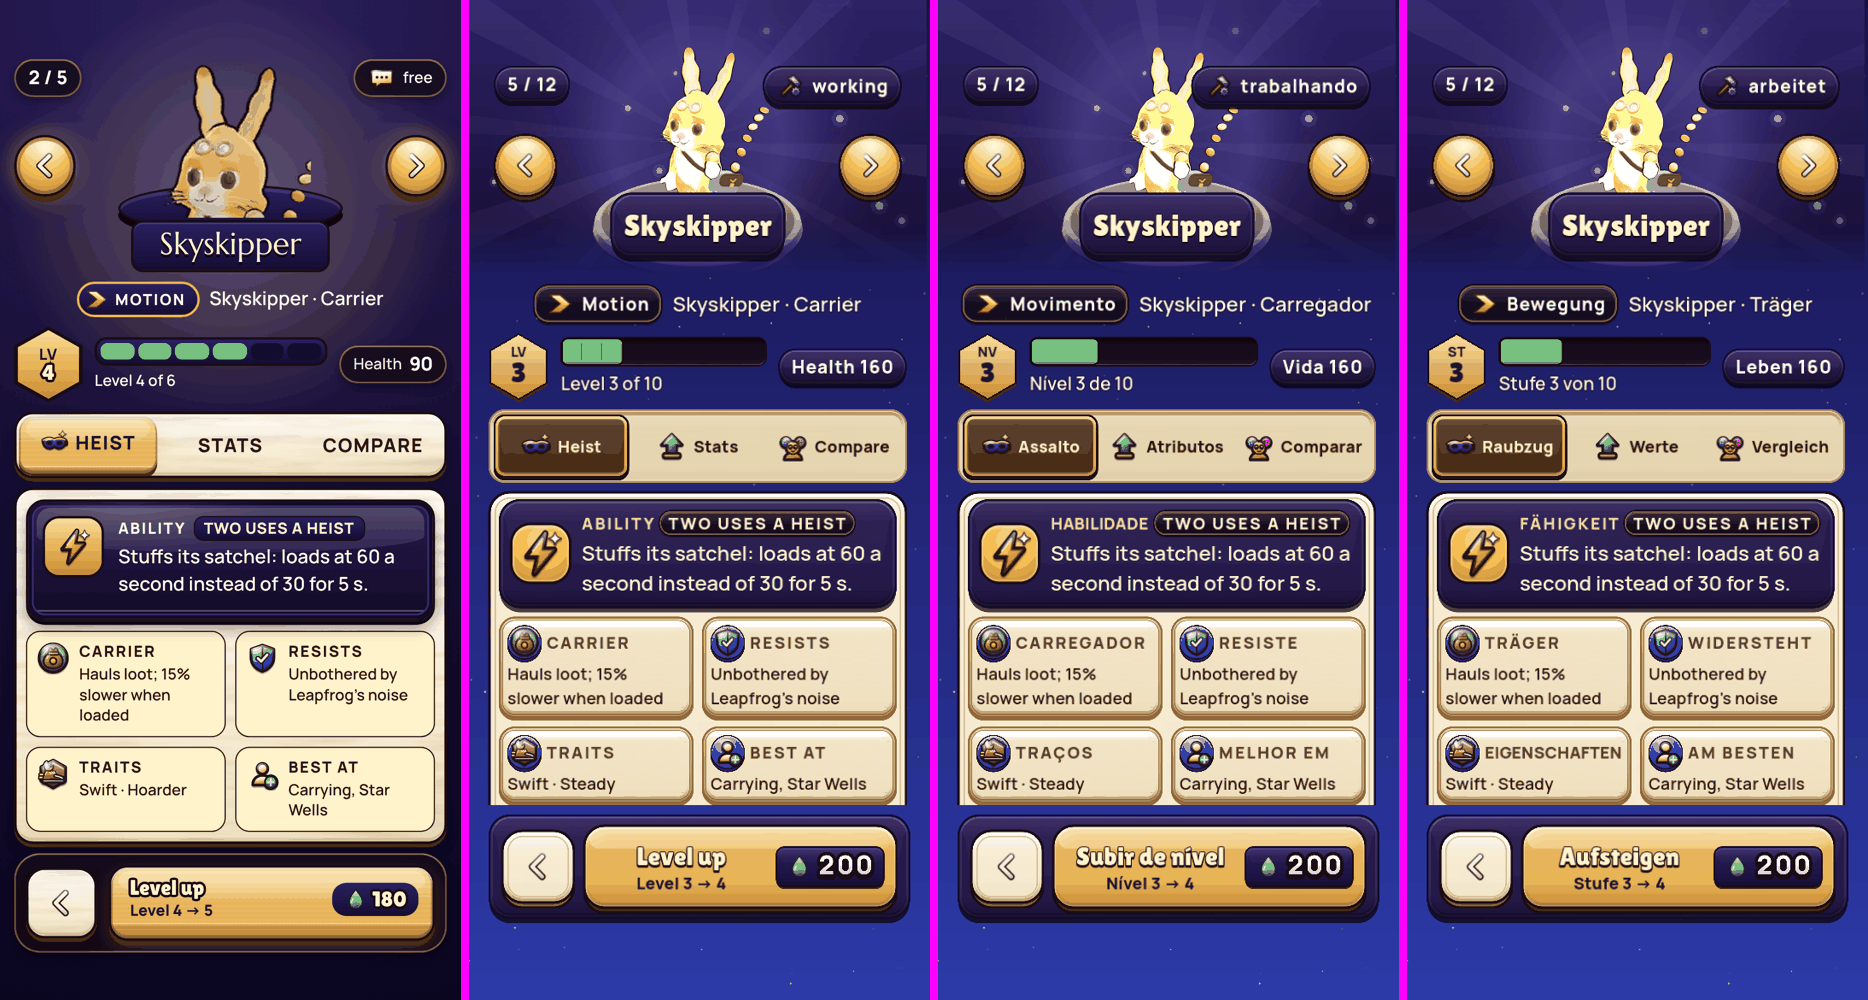 2 / 5
free
Skyskipper
MOTION
Skyskipper · Carrier
LV
4
Level 4 of 6
Health 90
HEIST
STATS
COMPARE
ABILITY
TWO USES A HEIST
Stuffs its satchel: loads at 60 a
second instead of 30 for 5 s.
CARRIER
Hauls loot; 15%
slower when
loaded
RESISTS
Unbothered by
Leapfrog's noise
TRAITS
Swift · Hoarder
BEST AT
Carrying, Star
Wells
Level up
Level 4 → 5
180
5 / 12
working
Skyskipper
Motion
Skyskipper · Carrier
LV
3
Level 3 of 10
Health 160
Heist
Stats
Compare
ABILITY
TWO USES A HEIST
Stuffs its satchel: loads at 60 a
second instead of 30 for 5 s.
CARRIER
Hauls loot; 15%
slower when loaded
RESISTS
Unbothered by
Leapfrog's noise
TRAITS
Swift · Steady
BEST AT
Carrying, Star Wells
Level up
Level 3 → 4
200
5 / 12
trabalhando
Skyskipper
Movimento
Skyskipper · Carregador
NV
3
Nível 3 de 10
Vida 160
Assalto
Atributos
Comparar
HABILIDADE
TWO USES A HEIST
Stuffs its satchel: loads at 60 a
second instead of 30 for 5 s.
CARREGADOR
Hauls loot; 15%
slower when loaded
RESISTE
Unbothered by
Leapfrog's noise
TRAÇOS
Swift · Steady
MELHOR EM
Carrying, Star Wells
Subir de nível
Nível 3 → 4
200
5 / 12
arbeitet
Skyskipper
Bewegung
Skyskipper · Träger
ST
3
Stufe 3 von 10
Leben 160
Raubzug
Werte
Vergleich
FÄHIGKEIT
TWO USES A HEIST
Stuffs its satchel: loads at 60 a
second instead of 30 for 5 s.
TRÄGER
Hauls loot; 15%
slower when loaded
WIDERSTEHT
Unbothered by
Leapfrog's noise
EIGENSCHAFTEN
Swift · Steady
AM BESTEN
Carrying, Star Wells
Aufsteigen
Stufe 3 → 4
200